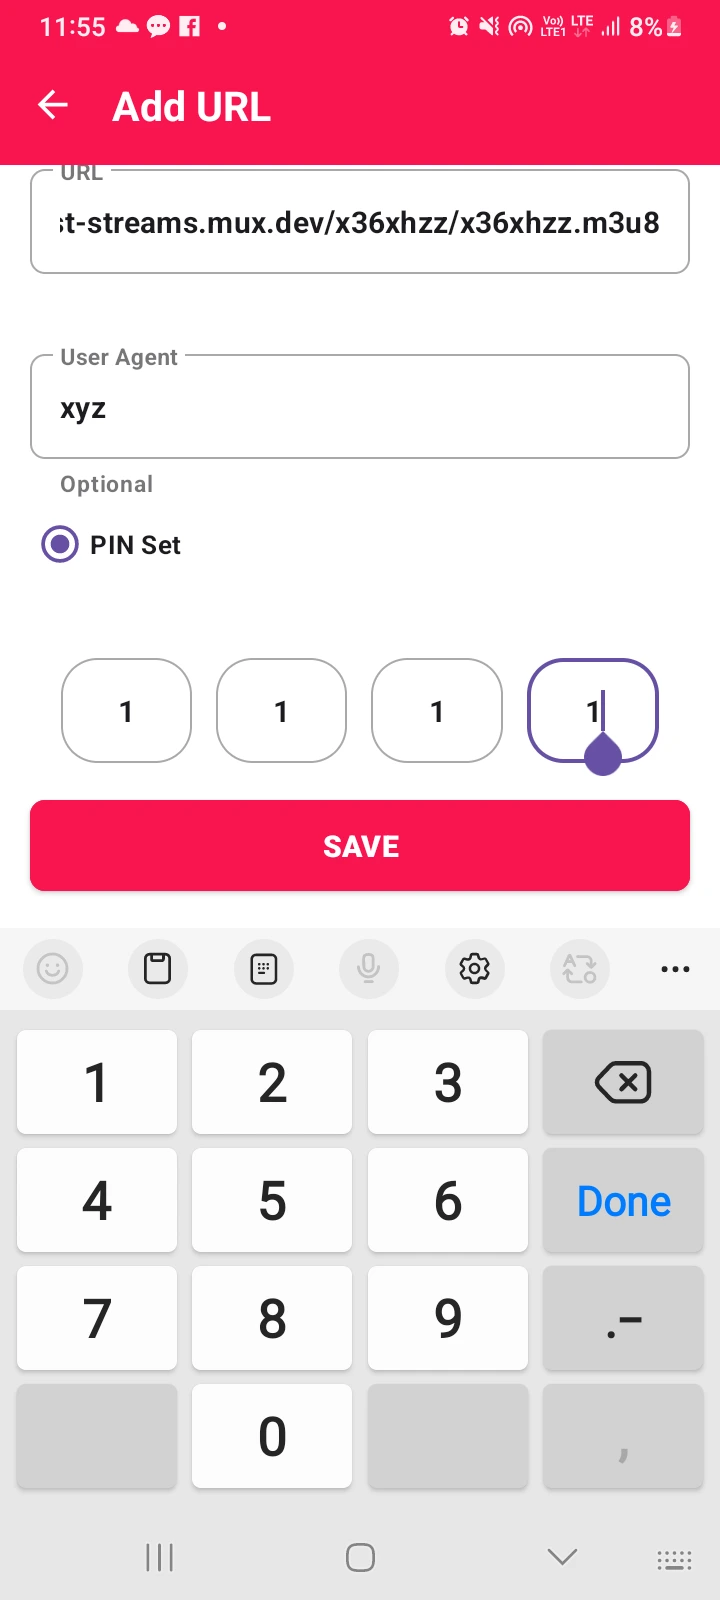 11:55
Vo)) LTE
LTE1
8%
Add URL
URL
st-streams.mux.dev/x36xhzz/x36xhzz.m3u8
User Agent
xyz
Optional
PIN Set
1 1 1 1
SAVE
1 2 3
4 5 6 Done
7 8 9 .-
0 ,